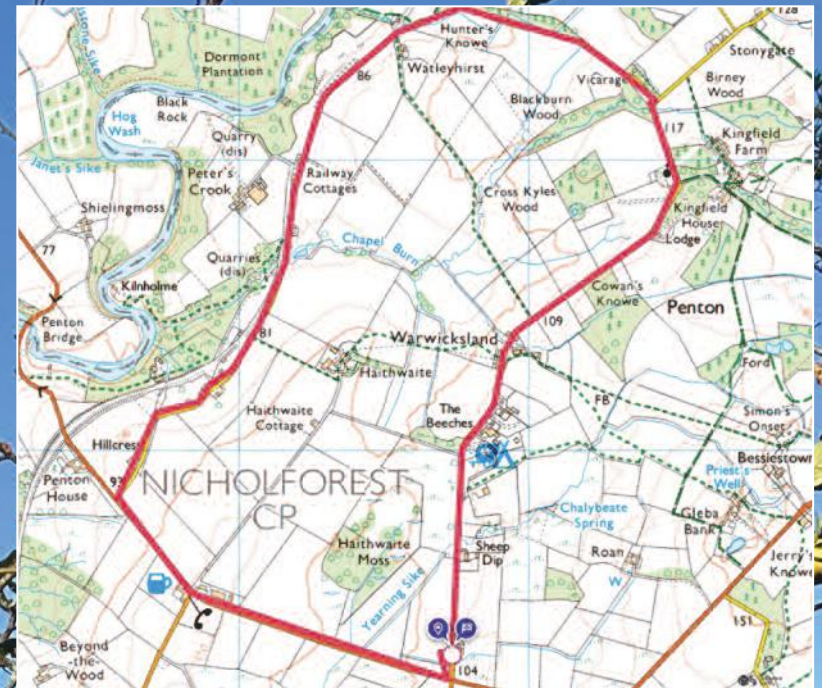 128
Hunter's
Knowe
Stonygate
Dormont
Plantation
Watleyhirst
86
Vicarage
Birney
Wood
Black
Rock
Hog
Wash
Blackburn
Wood
117
Kingfield
Farm
Quarry
(dis)
Janet's Sike
Peter's
Crook
Railway
Cottages
Cross Kyles
Wood
Shielingmoss
Kingfield
House
Lodge
77
Chapel Burn
Quarries
(dis)
Kilnholme
Cowan's
Knowe
Penton
Penton
Bridge
81
109
Warwicksland
Haithwaite
Ford
FB
The
Beeches
Simon's
Onset
Haithwaite
Cottage
Hillcrest
Bessiestown
Penton
House
NICHOLFOREST
CP
Priest's
Well
Chalybeate
Spring
Gleba
Bank
Haithwaite
Moss
Sheep
Dip
Roan
Jerry's
Knowe
W
Yearning Sike
151
Beyond
-the-
Wood
104